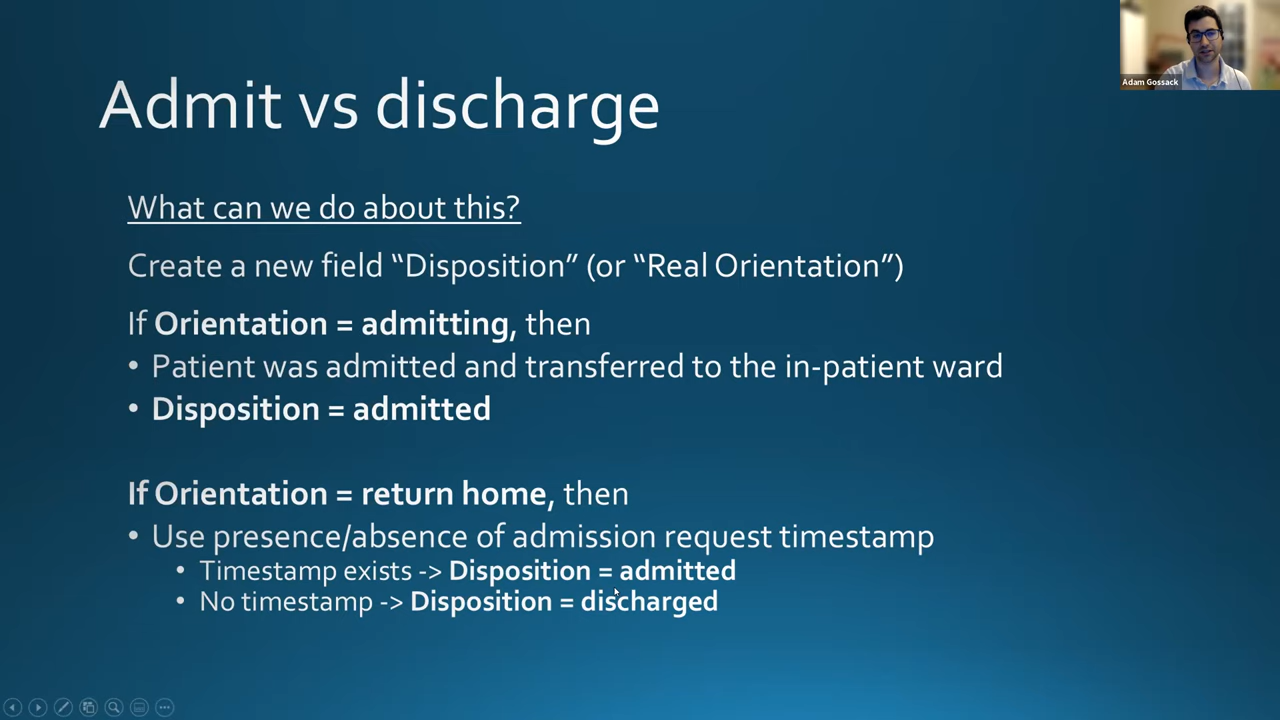 Adam Gossack
Admit vs discharge
What can we do about this?
Create a new field “Disposition” (or “Real Orientation”)
If Orientation = admitting, then
• Patient was admitted and transferred to the in-patient ward
• Disposition = admitted
If Orientation = return home, then
• Use presence/absence of admission request timestamp
• Timestamp exists -> Disposition = admitted
• No timestamp -> Disposition = discharged